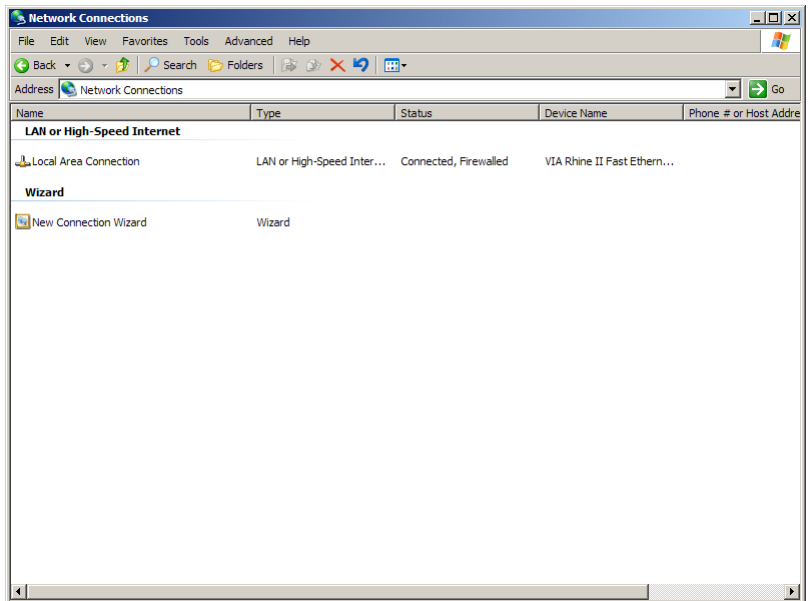 Network Connections
File Edit View Favorites Tools Advanced Help
Back Search Folders
Address Network Connections Go
Name Type Status Device Name Phone # or Host Addre
LAN or High-Speed Internet
Local Area Connection LAN or High-Speed Inter... Connected, Firewalled VIA Rhine II Fast Ethern...
Wizard
New Connection Wizard Wizard